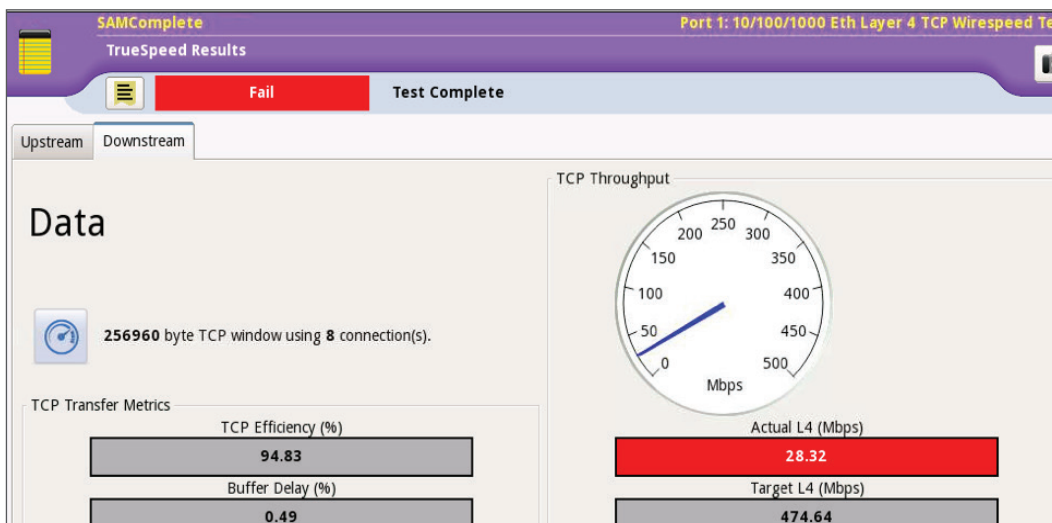 SAMComplete
Port 1: 10/100/1000 Eth Layer 4 TCP Wirespeed
TrueSpeed Results
Fail
Test Complete
Upstream
Downstream
Data
256960 byte TCP window using 8 connection(s).
TCP Transfer Metrics
TCP Efficiency (%)
94.83
Buffer Delay (%)
0.49
TCP Throughput
0
50
100
150
200
250
300
350
400
450
500
Mbps
Actual L4 (Mbps)
28.32
Target L4 (Mbps)
474.64